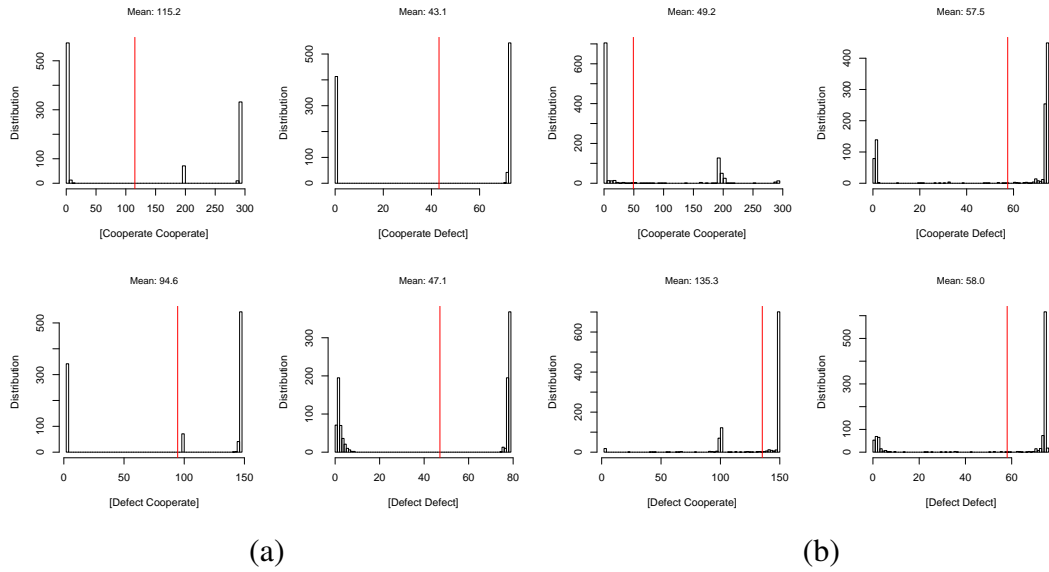 Mean: 115.2
Distribution
0 100 300 500
0 50 100 150 200 250 300
[Cooperate Cooperate]
Mean: 43.1
Distribution
0 100 300 500
0 20 40 60
[Cooperate Defect]
Mean: 49.2
Distribution
0 200 400 600
0 50 100 150 200 250 300
[Cooperate Cooperate]
Mean: 57.5
Distribution
0 100 200 300 400
0 20 40 60
[Cooperate Defect]
Mean: 94.6
Distribution
0 100 300 500
0 50 100 150
[Defect Cooperate]
Mean: 47.1
Distribution
0 100 200 300
0 20 40 60 80
[Defect Defect]
Mean: 135.3
Distribution
0 200 400 600
0 50 100 150
[Defect Cooperate]
Mean: 58.0
Distribution
0 100 200 300 400 500 600
0 20 40 60
[Defect Defect]
(a)
(b)